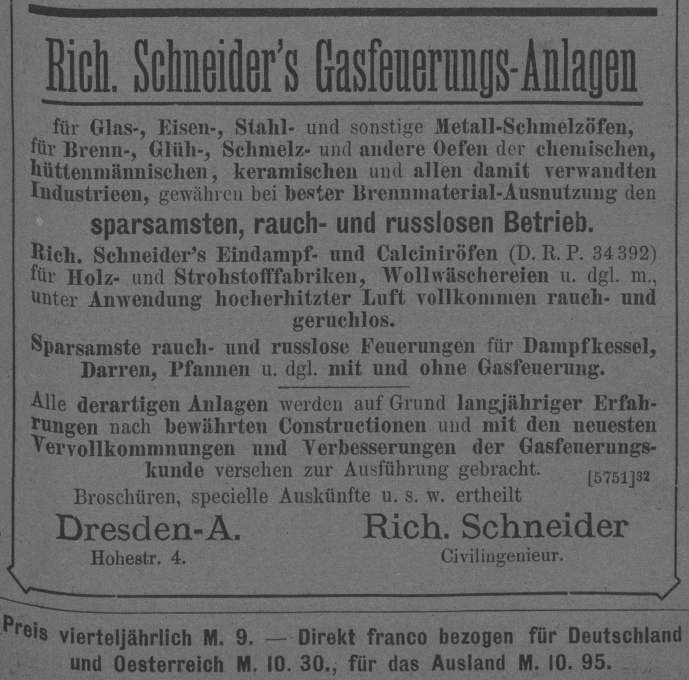 Rich. Schneider's Gasfeuerungs-Anlagen
für Glas-, Eisen-, Stahl- und sonstige Metall-Schmelzöfen,
für Brenn-, Glüh-, Schmelz- und andere Oefen der chemischen,
hüttenmännischen, keramischen und allen damit verwandten
Industrieen, gewähren bei bester Brennmaterial-Ausnutzung den
sparsamsten, rauch- und russlosen Betrieb.
Rich. Schneider's Eindampf- und Calciniröfen (D. R. P. 34392)
für Holz- und Strohstofffabriken, Wollwäschereien u. dgl. m.,
unter Anwendung hocherhitzter Luft vollkommen rauch- und
geruchlos.
Sparsamste rauch- und russlose Feuerungen für Dampfkessel,
Darren, Pfannen u. dgl. mit und ohne Gasfeuerung.
Alle derartigen Anlagen werden auf Grund langjähriger Erfah-
rungen nach bewährten Constructionen und mit den neuesten
Vervollkommnungen und Verbesserungen der Gasfeuerungs-
kunde versehen zur Ausführung gebracht. [5751]32
Broschüren, specielle Auskünfte u. s. w. ertheilt
Dresden-A. Rich. Schneider
Hohestr. 4. Civilingenieur.
Preis vierteljährlich M. 9. — Direkt franco bezogen für Deutschland
und Oesterreich M. 10. 30., für das Ausland M. 10. 95.